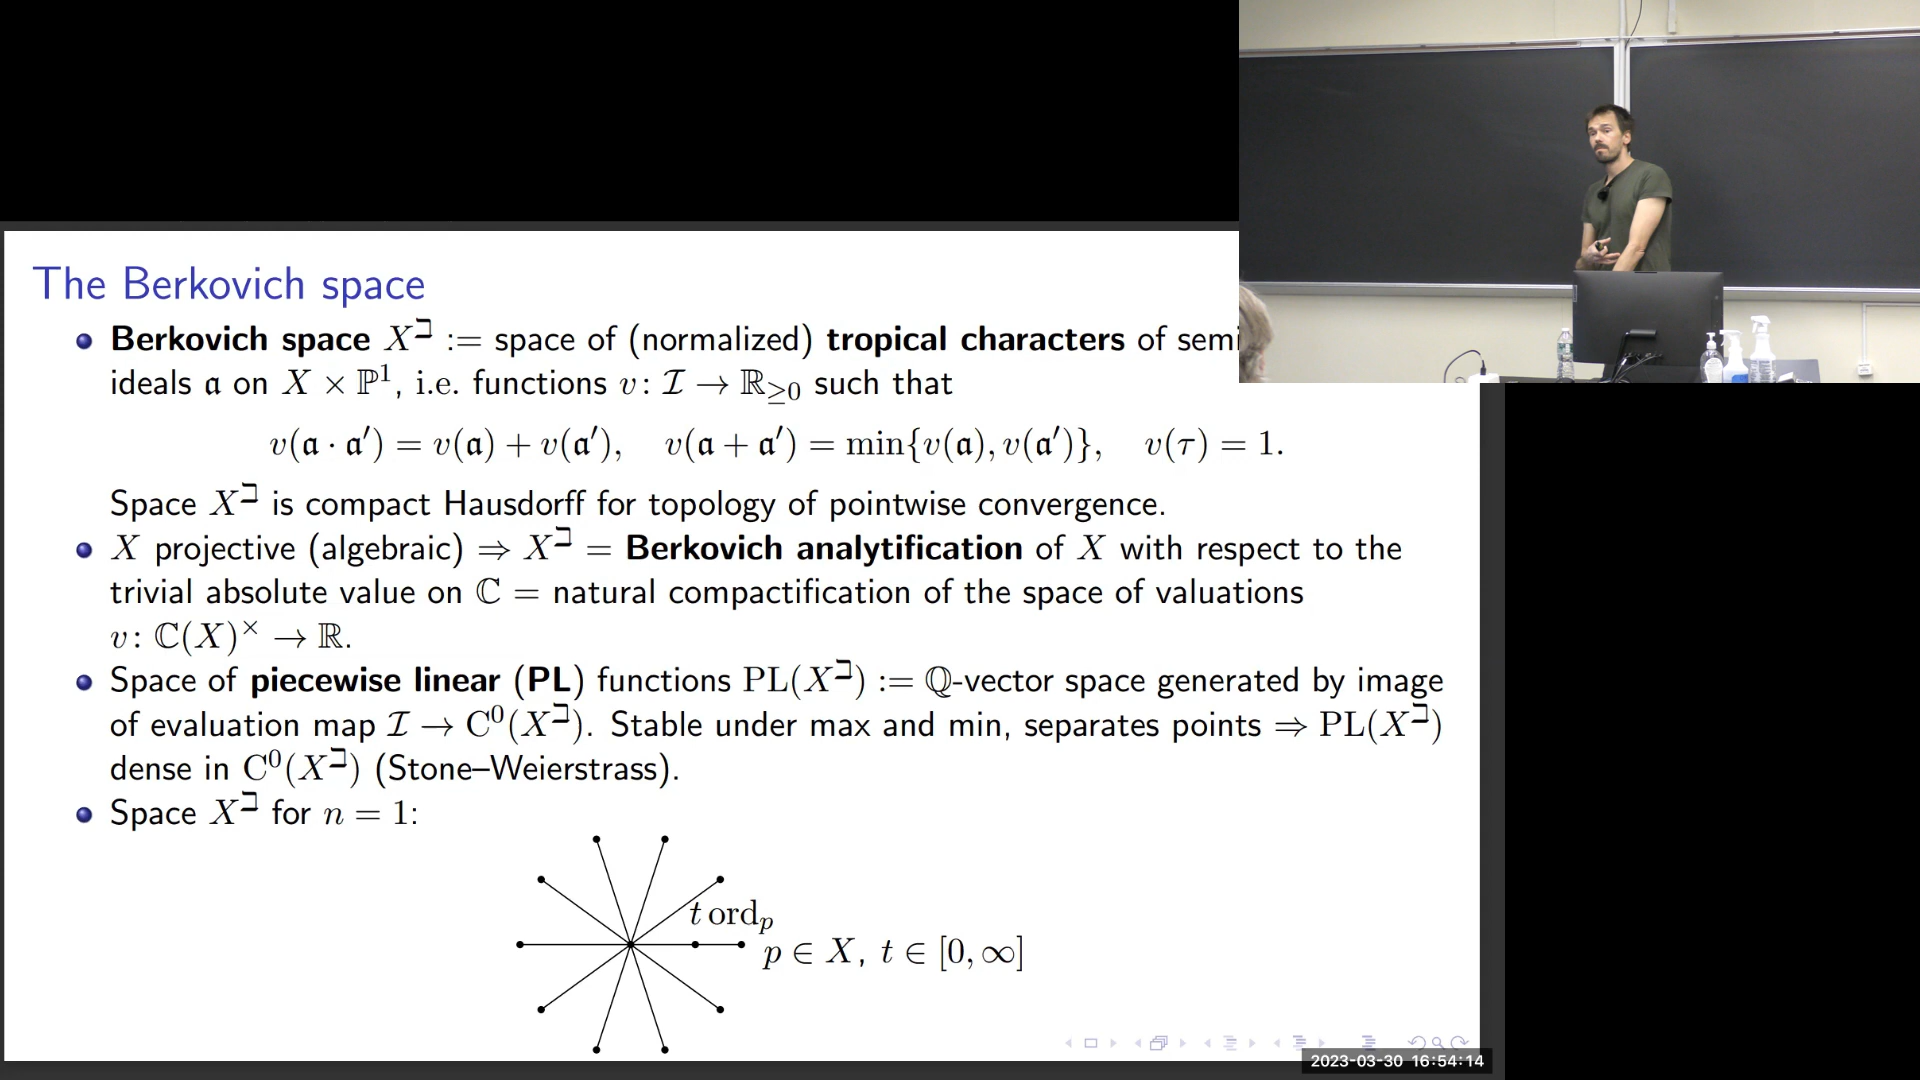 The Berkovich space
Berkovich space X^ℶ := space of (normalized) tropical characters of semi
ideals 𝔞 on X × ℙ¹, i.e. functions v: ℐ → ℝ≥0 such that
v(𝔞 · 𝔞′) = v(𝔞) + v(𝔞′), v(𝔞 + 𝔞′) = min{v(𝔞), v(𝔞′)}, v(τ) = 1.
Space X^ℶ is compact Hausdorff for topology of pointwise convergence.
X projective (algebraic) ⇒ X^ℶ = Berkovich analytification of X with respect to the
trivial absolute value on ℂ = natural compactification of the space of valuations
v: ℂ(X)^× → ℝ.
Space of piecewise linear (PL) functions PL(X^ℶ) := ℚ-vector space generated by image
of evaluation map ℐ → C⁰(X^ℶ). Stable under max and min, separates points ⇒ PL(X^ℶ)
dense in C⁰(X^ℶ) (Stone–Weierstrass).
Space X^ℶ for n = 1:
t ord_p
p ∈ X, t ∈ [0, ∞]
2023-03-30 16:54:14